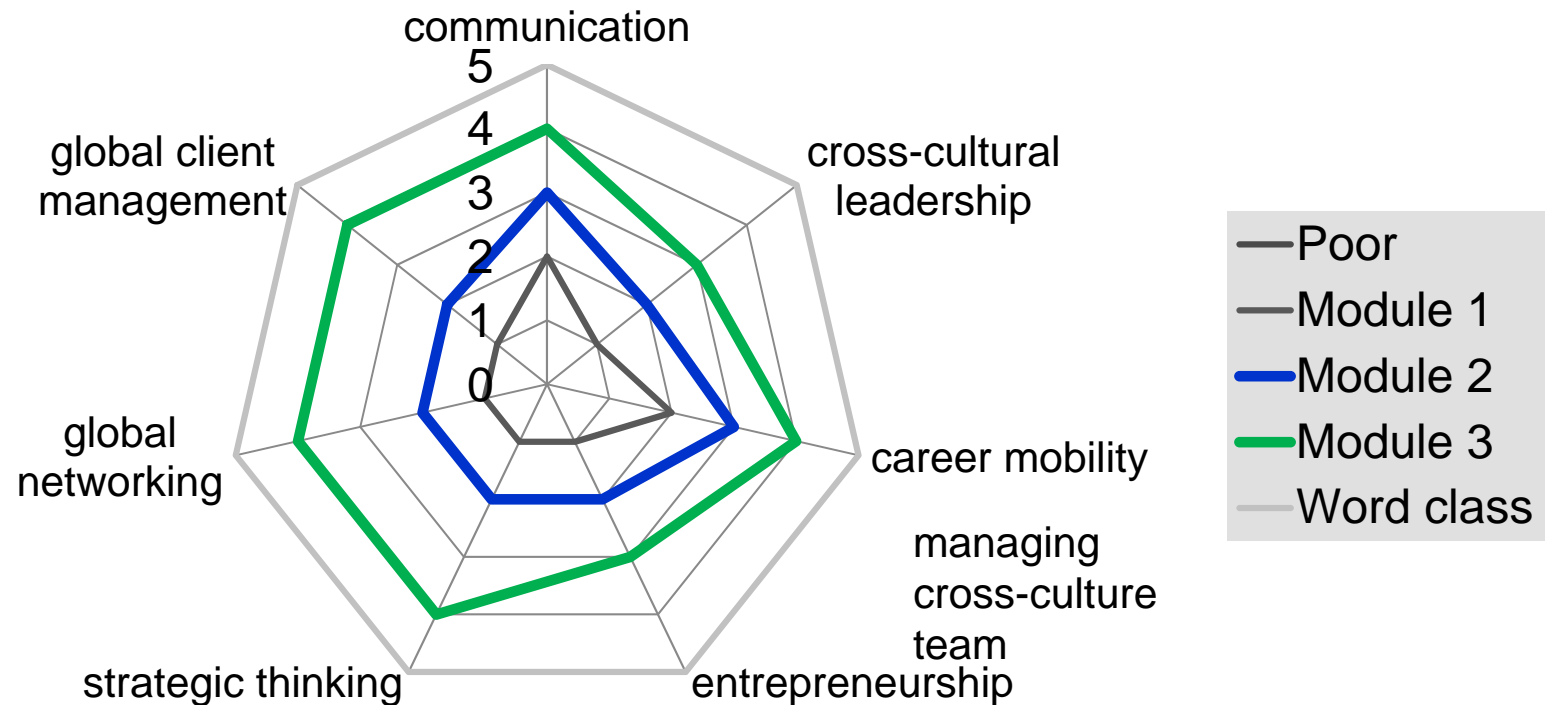 communication
5
4
3
2
1
0
cross-cultural
leadership
career mobility
managing
cross-culture
team
entrepreneurship
strategic thinking
global
networking
global client
management
Poor
Module 1
Module 2
Module 3
Word class